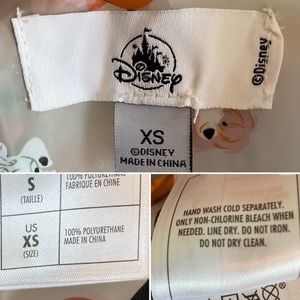 Disney
©Disney
XS
©DISNEY
MADE IN CHINA
S
(TAILLE)
100% POLYURETHANE
FABRIQUE EN CHINE
US
XS
(SIZE)
100% POLYURETHANE
MADE IN CHINA
HAND WASH COLD SEPARATELY.
ONLY NON-CHLORINE BLEACH WHEN
NEEDED. LINE DRY. DO NOT IRON.
DO NOT DRY CLEAN.